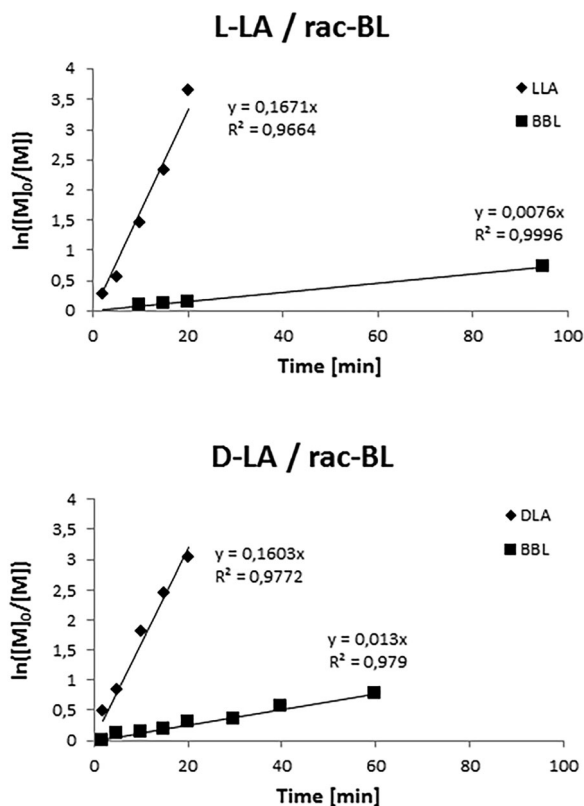 L-LA / rac-BL
4
3,5
3
2,5
2
1,5
1
0,5
0
ln([M]₀/[M])
y = 0,1671x
R² = 0,9664
LLA
BBL
y = 0,0076x
R² = 0,9996
0 20 40 60 80 100
Time [min]
D-LA / rac-BL
4
3,5
3
2,5
2
1,5
1
0,5
0
ln([M]₀/[M])
y = 0,1603x
R² = 0,9772
DLA
BBL
y = 0,013x
R² = 0,979
0 20 40 60 80 100
Time [min]